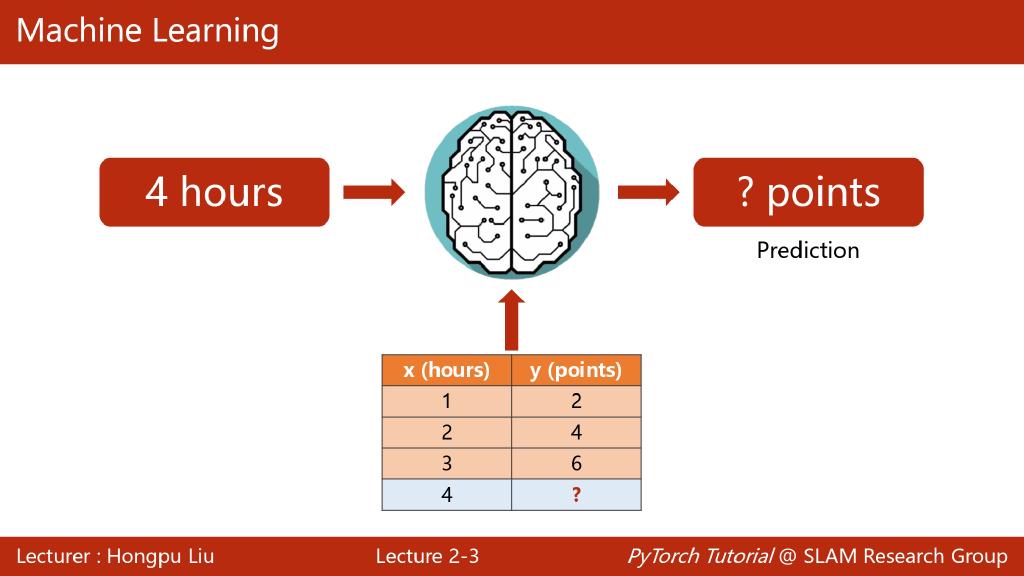 Machine Learning
4 hours
? points
Prediction
x (hours) y (points)
1 2
2 4
3 6
4 ?
Lecturer : Hongpu Liu Lecture 2-3 PyTorch Tutorial @ SLAM Research Group